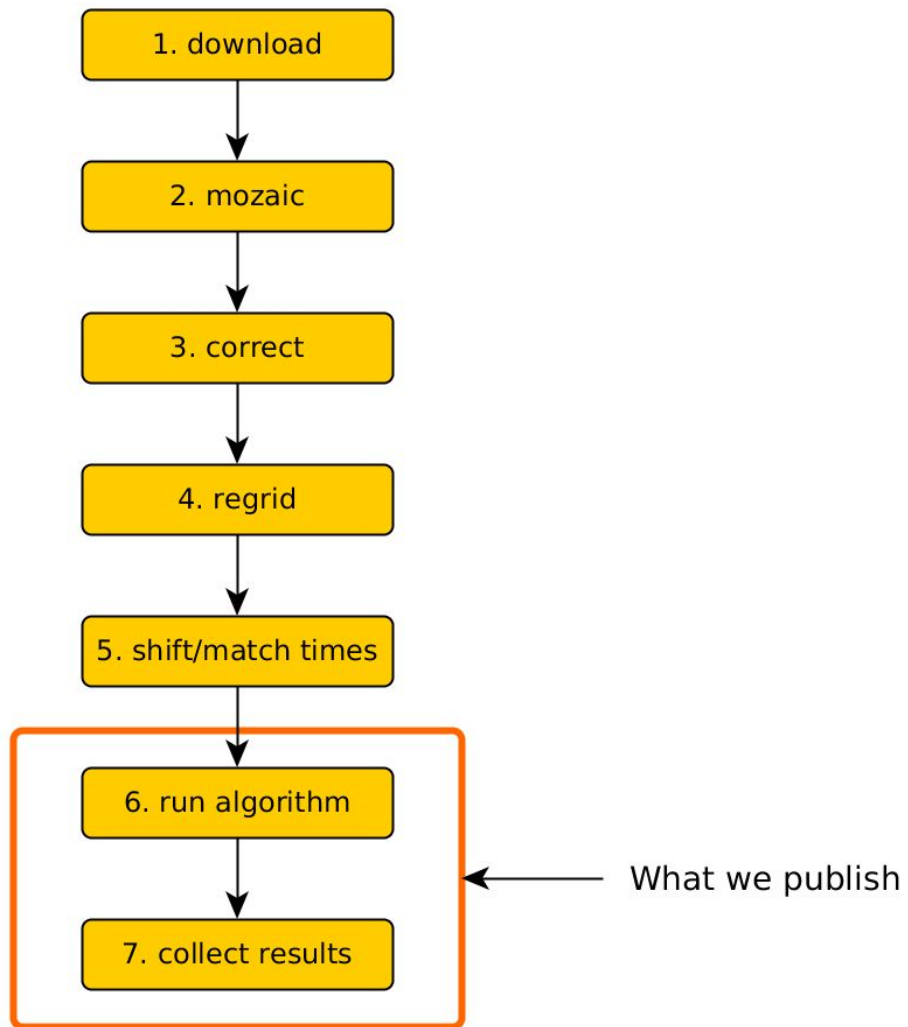 1. download
2. mozaic
3. correct
4. regrid
5. shift/match times
6. run algorithm
What we publish
7. collect results